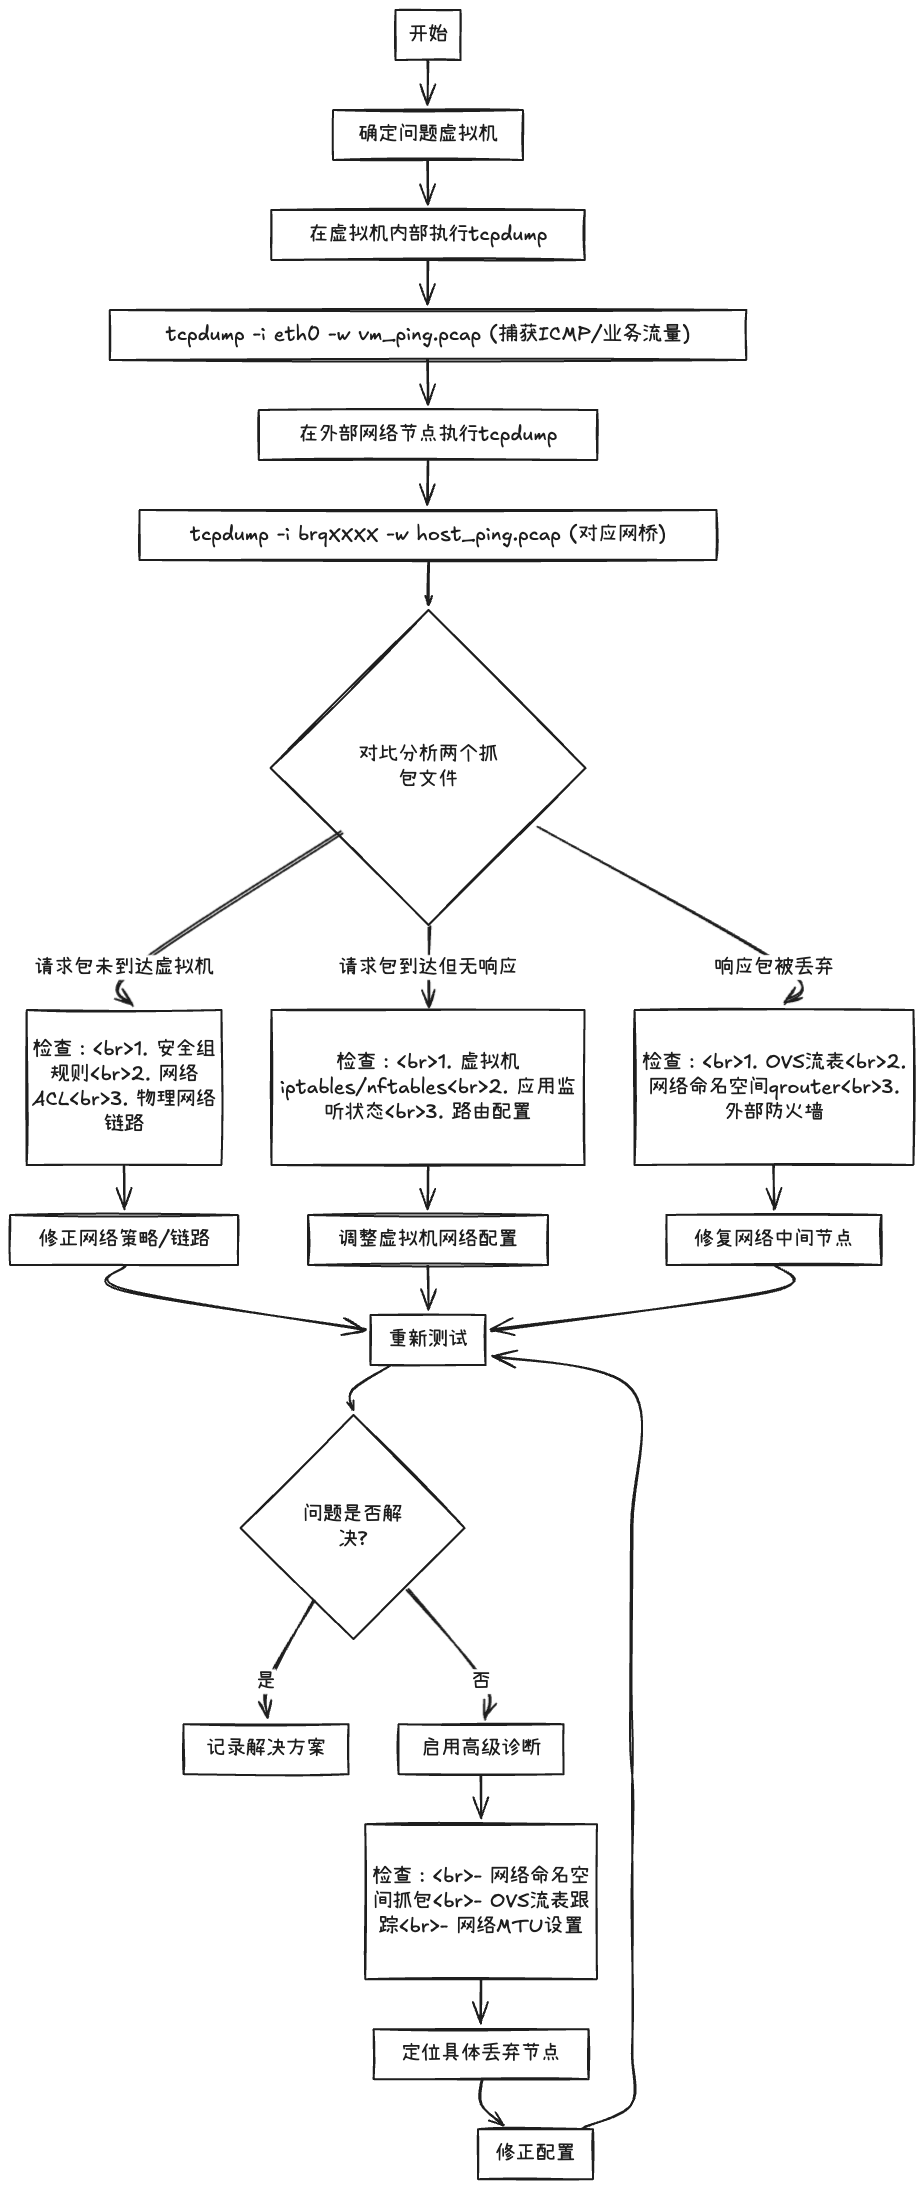 开始
确定问题虚拟机
在虚拟机内部执行tcpdump
tcpdump -i eth0 -w vm_ping.pcap (捕获ICMP/业务流量)
在外部网络节点执行tcpdump
tcpdump -i brqXXXX -w host_ping.pcap (对应网桥)
对比分析两个抓
包文件
请求包未到达虚拟机
请求包到达但无响应
响应包被丢弃
检查：<br>1. 安全组
规则<br>2. 网络
ACL<br>3. 物理网络
链路
检查：<br>1. 虚拟机
iptables/nftables<br>2. 应用监
听状态<br>3. 路由配置
检查：<br>1. OVS流表<br>2.
网络命名空间qrouter<br>3.
外部防火墙
修正网络策略/链路
调整虚拟机网络配置
修复网络中间节点
重新测试
问题是否解
决?
是
否
记录解决方案
启用高级诊断
检查：<br>- 网络命名空
间抓包<br>- OVS流表跟
踪<br>- 网络MTU设置
定位具体丢弃节点
修正配置